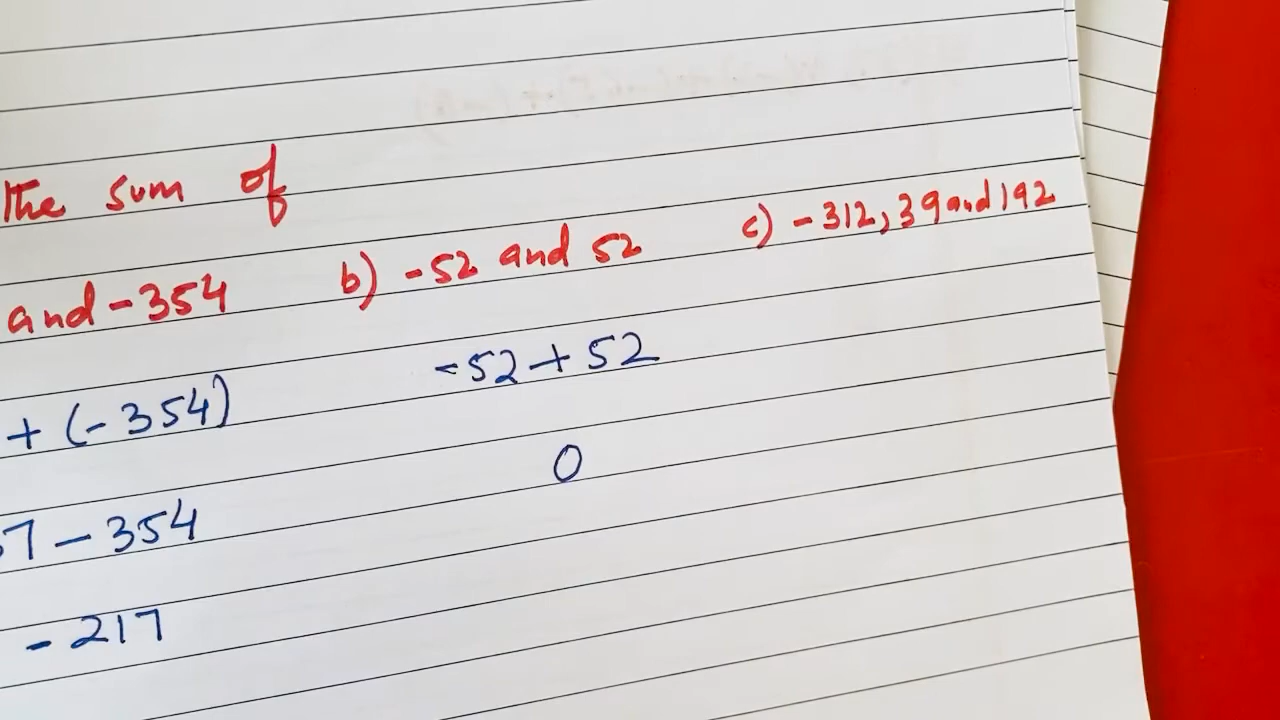 the sum of
and -354 b) -52 and 52 c) -312, 39 and 192
+ (-354) -52 + 52
7 - 354 0
- 217